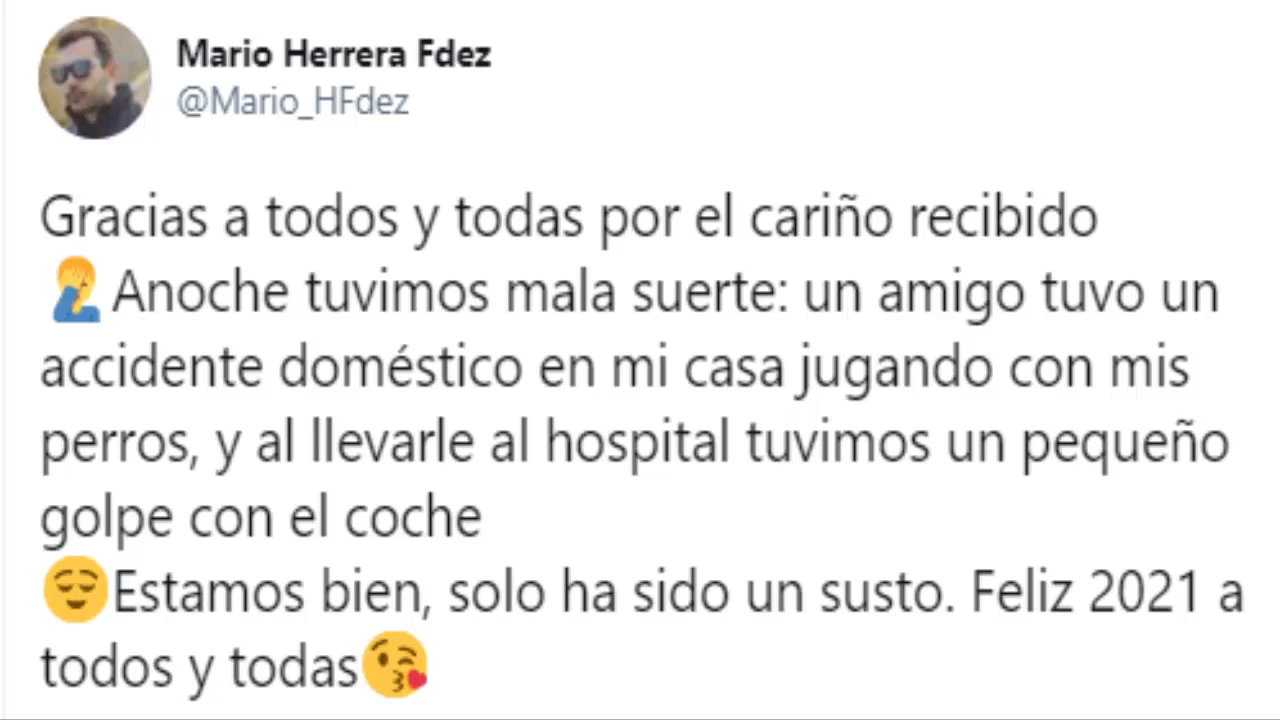 Mario Herrera Fdez
@Mario_HFdez
Gracias a todos y todas por el cariño recibido
🤦‍♂️Anoche tuvimos mala suerte: un amigo tuvo un
accidente doméstico en mi casa jugando con mis
perros, y al llevarle al hospital tuvimos un pequeño
golpe con el coche
😌Estamos bien, solo ha sido un susto. Feliz 2021 a
todos y todas😘